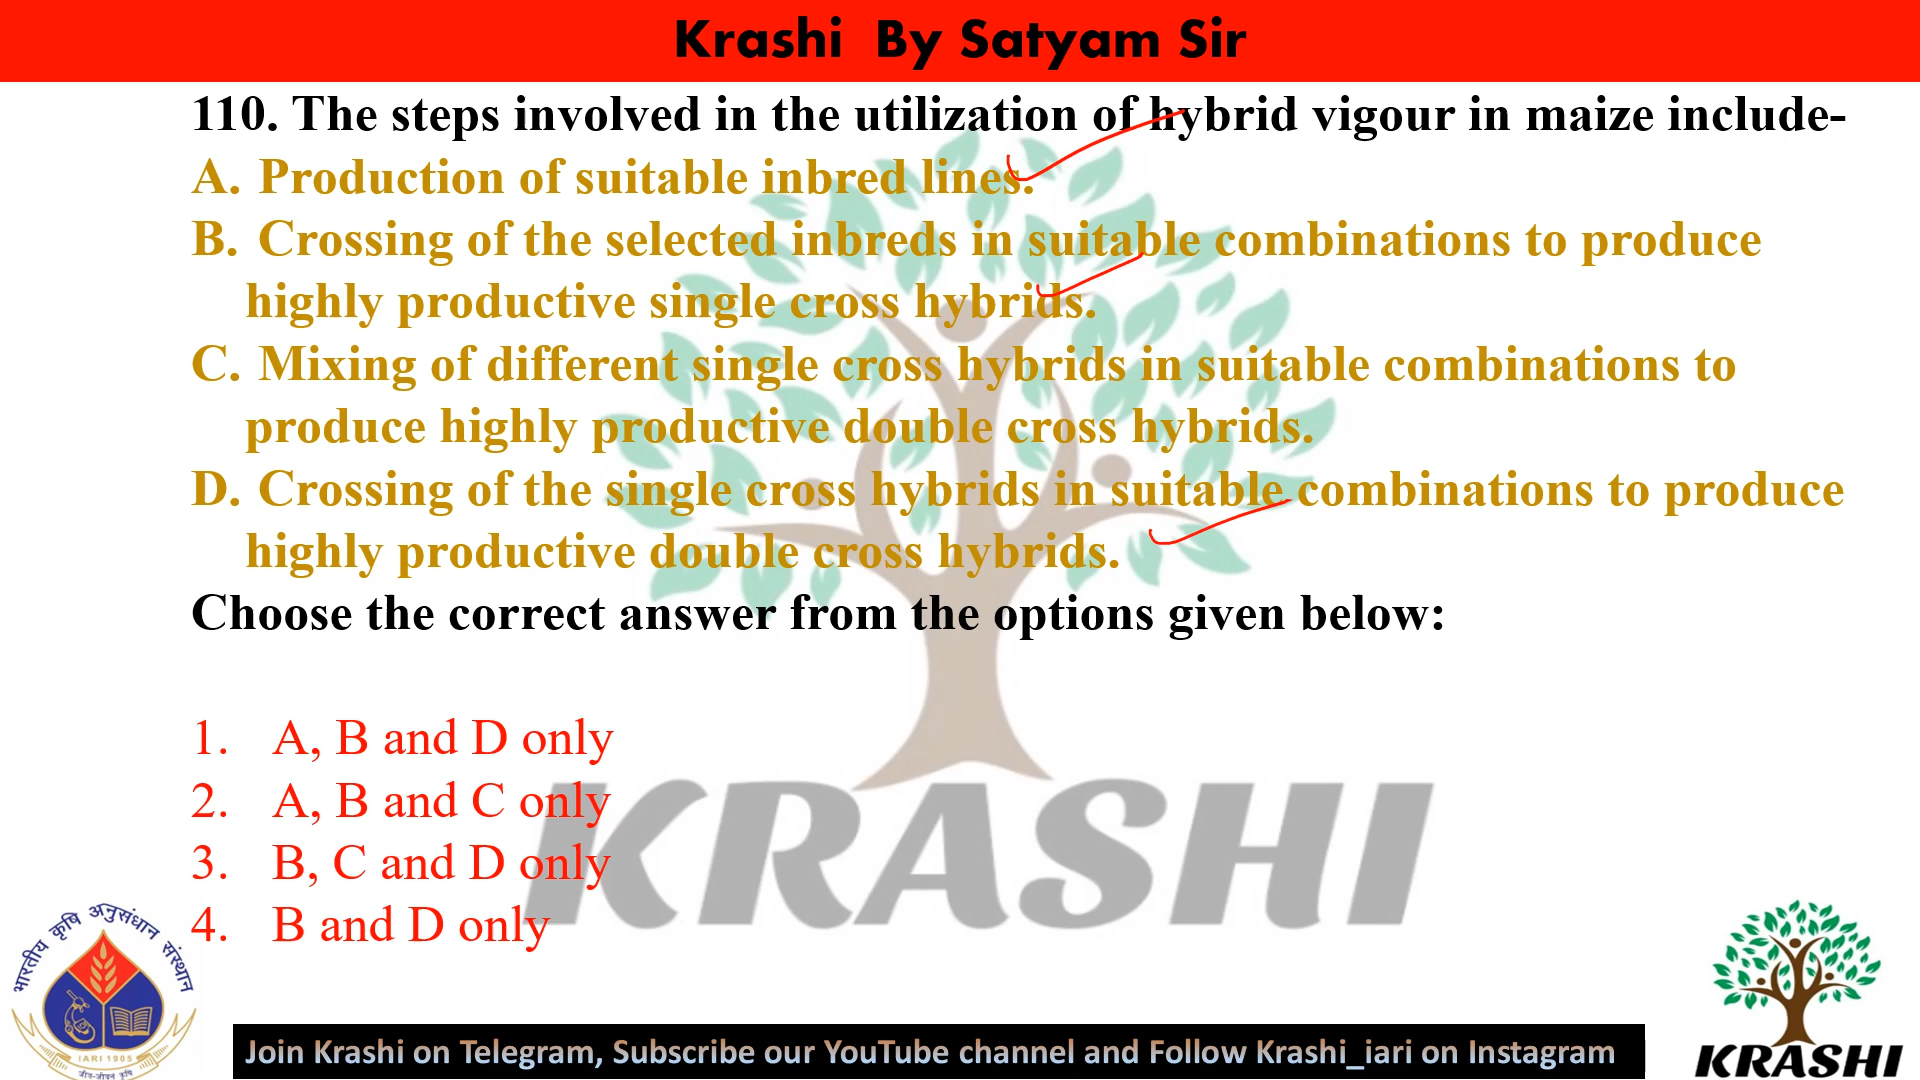 Krashi By Satyam Sir
110. The steps involved in the utilization of hybrid vigour in maize include-
A. Production of suitable inbred lines.
B. Crossing of the selected inbreds in suitable combinations to produce
highly productive single cross hybrids.
C. Mixing of different single cross hybrids in suitable combinations to
produce highly productive double cross hybrids.
D. Crossing of the single cross hybrids in suitable combinations to produce
highly productive double cross hybrids.
Choose the correct answer from the options given below:
1. A, B and D only
2. A, B and C only
3. B, C and D only
4. B and D only
KRASHI
भारतीय कृषि अनुसंधान संस्थान
IARI 1905
KRASHI
Join Krashi on Telegram, Subscribe our YouTube channel and Follow Krashi_iari on Instagram